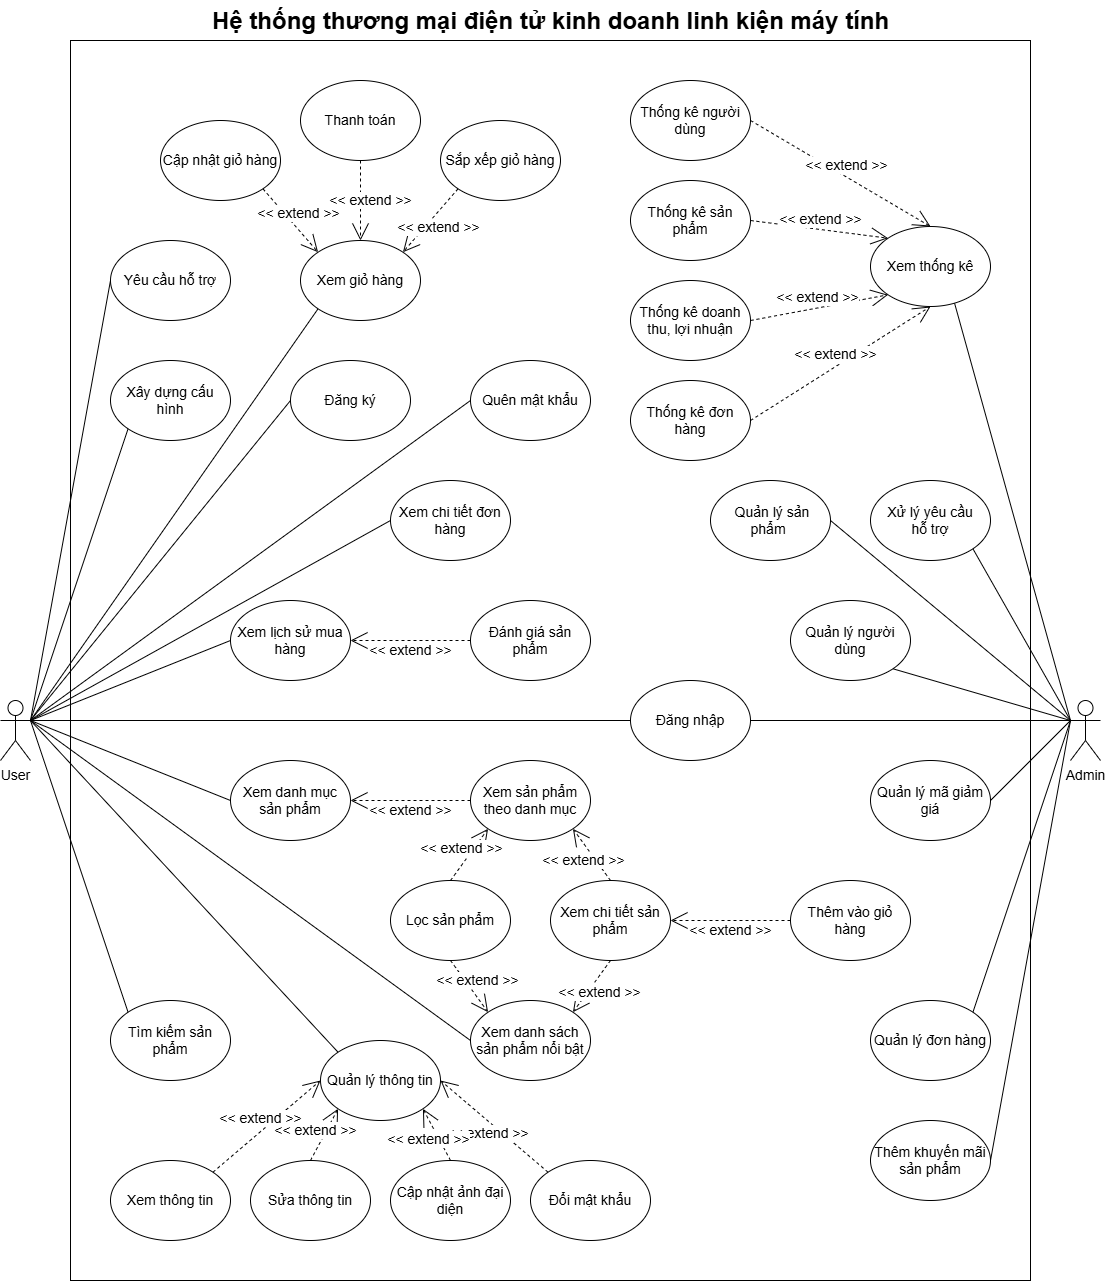 Hệ thống thương mại điện tử kinh doanh linh kiện máy tính
Thanh toán
Cập nhật giỏ hàng
Sắp xếp giỏ hàng
<< extend >>
<< extend >>
<< extend >>
Yêu cầu hỗ trợ
Xem giỏ hàng
Thống kê người
dùng
<< extend >>
Thống kê sản
phẩm
<< extend >>
Xem thống kê
Thống kê doanh
thu, lợi nhuận
<< extend >>
<< extend >>
Thống kê đơn
hàng
Xây dựng cấu
hình
Đăng ký
Quên mật khẩu
Xem chi tiết đơn
hàng
Quản lý sản
phẩm
Xử lý yêu cầu
hỗ trợ
Xem lịch sử mua
hàng
<< extend >>
Đánh giá sản
phẩm
Quản lý người
dùng
Đăng nhập
User
Admin
Xem danh mục
sản phẩm
<< extend >>
Xem sản phẩm
theo danh mục
Quản lý mã giảm
giá
<< extend >>
<< extend >>
Lọc sản phẩm
Xem chi tiết sản
phẩm
<< extend >>
Thêm vào giỏ
hàng
<< extend >>
<< extend >>
Tìm kiếm sản
phẩm
Xem danh sách
sản phẩm nổi bật
Quản lý đơn hàng
Quản lý thông tin
<< extend >>
<< extend >>
<< extend >>
extend >>
Xem thông tin
Sửa thông tin
Cập nhật ảnh đại
diện
Đổi mật khẩu
Thêm khuyến mãi
sản phẩm